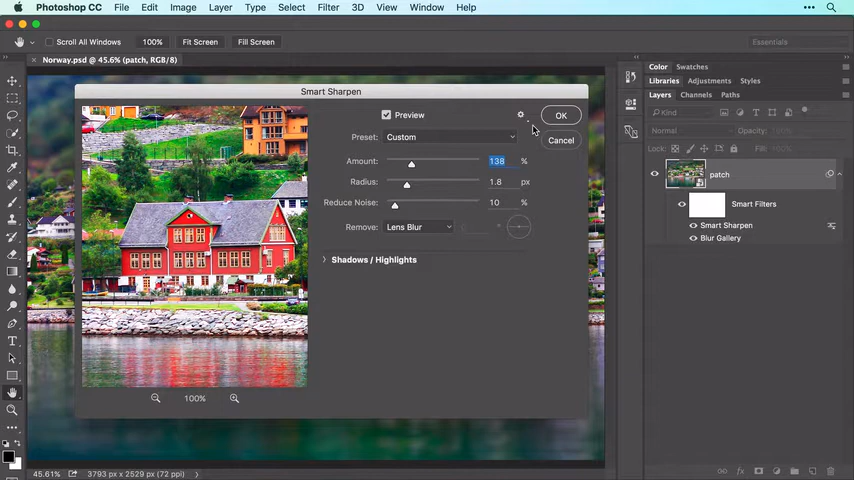 Photoshop CC File Edit Image Layer Type Select Filter 3D View Window Help
Scroll All Windows 100% Fit Screen Fill Screen Essentials
Norway.psd @ 45.6% (patch, RGB/8)
Color Swatches
Libraries Adjustments Styles
Layers Channels Paths
Kind
Normal Opacity:
Lock: Fill:
patch
Smart Filters
Smart Sharpen
Blur Gallery
Smart Sharpen
Preview
OK
Preset: Custom
Cancel
Amount: 138 %
Radius: 1.8 px
Reduce Noise: 10 %
Remove: Lens Blur °
Shadows / Highlights
100%
45.61% 3793 px x 2529 px (72 ppi)